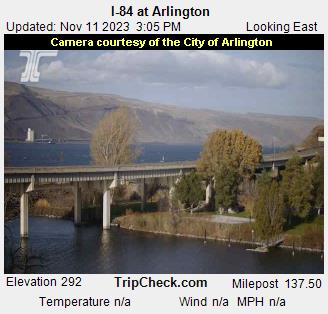 I-84 at Arlington
Updated: Nov 11 2023 3:05 PM Looking East
Camera courtesy of the City of Arlington
Elevation 292 TripCheck.com Milepost 137.50
Temperature n/a Wind n/a MPH n/a